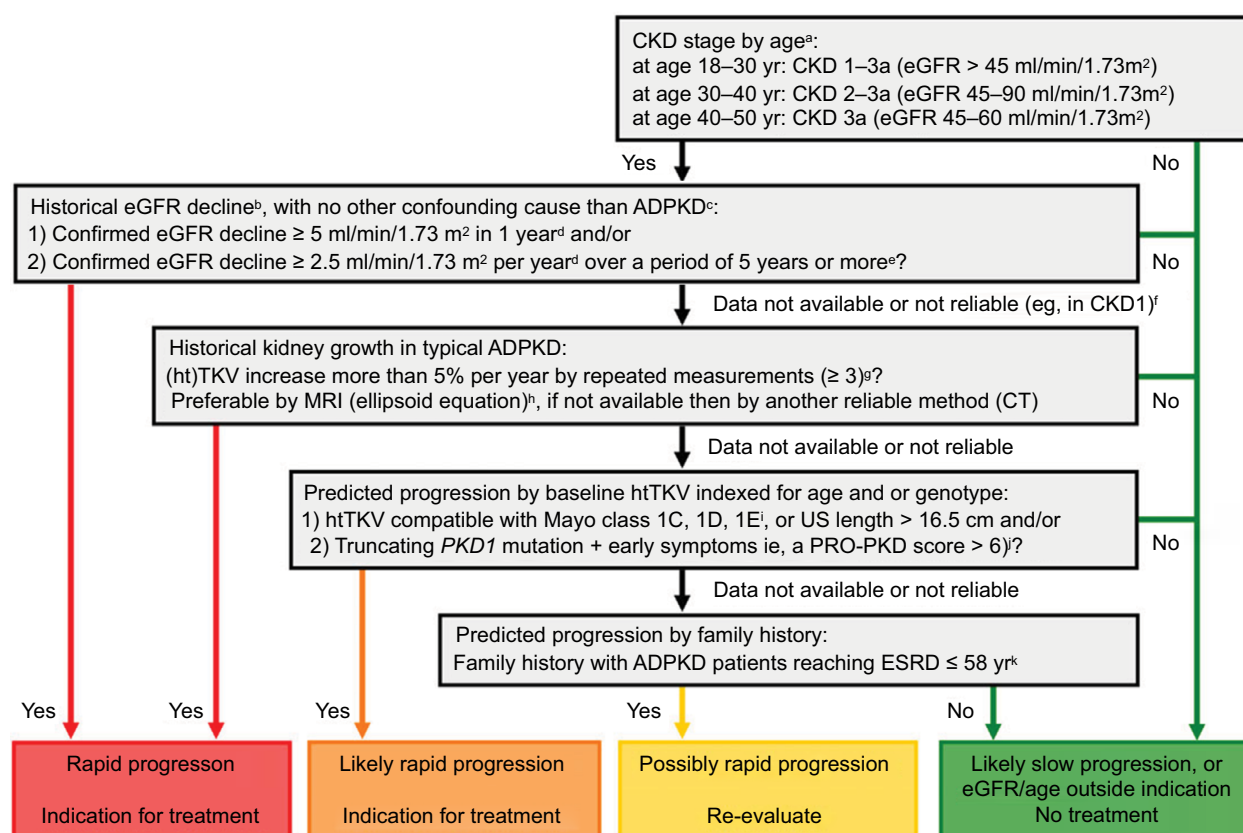 CKD stage by ageᵃ:
at age 18–30 yr: CKD 1–3a (eGFR > 45 ml/min/1.73m²)
at age 30–40 yr: CKD 2–3a (eGFR 45–90 ml/min/1.73m²)
at age 40–50 yr: CKD 3a (eGFR 45–60 ml/min/1.73m²)
Yes
No
Historical eGFR declineᵇ, with no other confounding cause than ADPKDᶜ:
1) Confirmed eGFR decline ≥ 5 ml/min/1.73 m² in 1 yearᵈ and/or
2) Confirmed eGFR decline ≥ 2.5 ml/min/1.73 m² per yearᵈ over a period of 5 years or moreᵉ?
No
Data not available or not reliable (eg, in CKD1)ᶠ
Historical kidney growth in typical ADPKD:
(ht)TKV increase more than 5% per year by repeated measurements (≥ 3)ᵍ?
Preferable by MRI (ellipsoid equation)ʰ, if not available then by another reliable method (CT)
No
Data not available or not reliable
Predicted progression by baseline htTKV indexed for age and or genotype:
1) htTKV compatible with Mayo class 1C, 1D, 1Eⁱ, or US length > 16.5 cm and/or
2) Truncating PKD1 mutation + early symptoms ie, a PRO-PKD score > 6)ʲ?
No
Data not available or not reliable
Predicted progression by family history:
Family history with ADPKD patients reaching ESRD ≤ 58 yrᵏ
Yes
Yes
Yes
Yes
No
Rapid progresson
Indication for treatment
Likely rapid progression
Indication for treatment
Possibly rapid progression
Re-evaluate
Likely slow progression, or
eGFR/age outside indication
No treatment